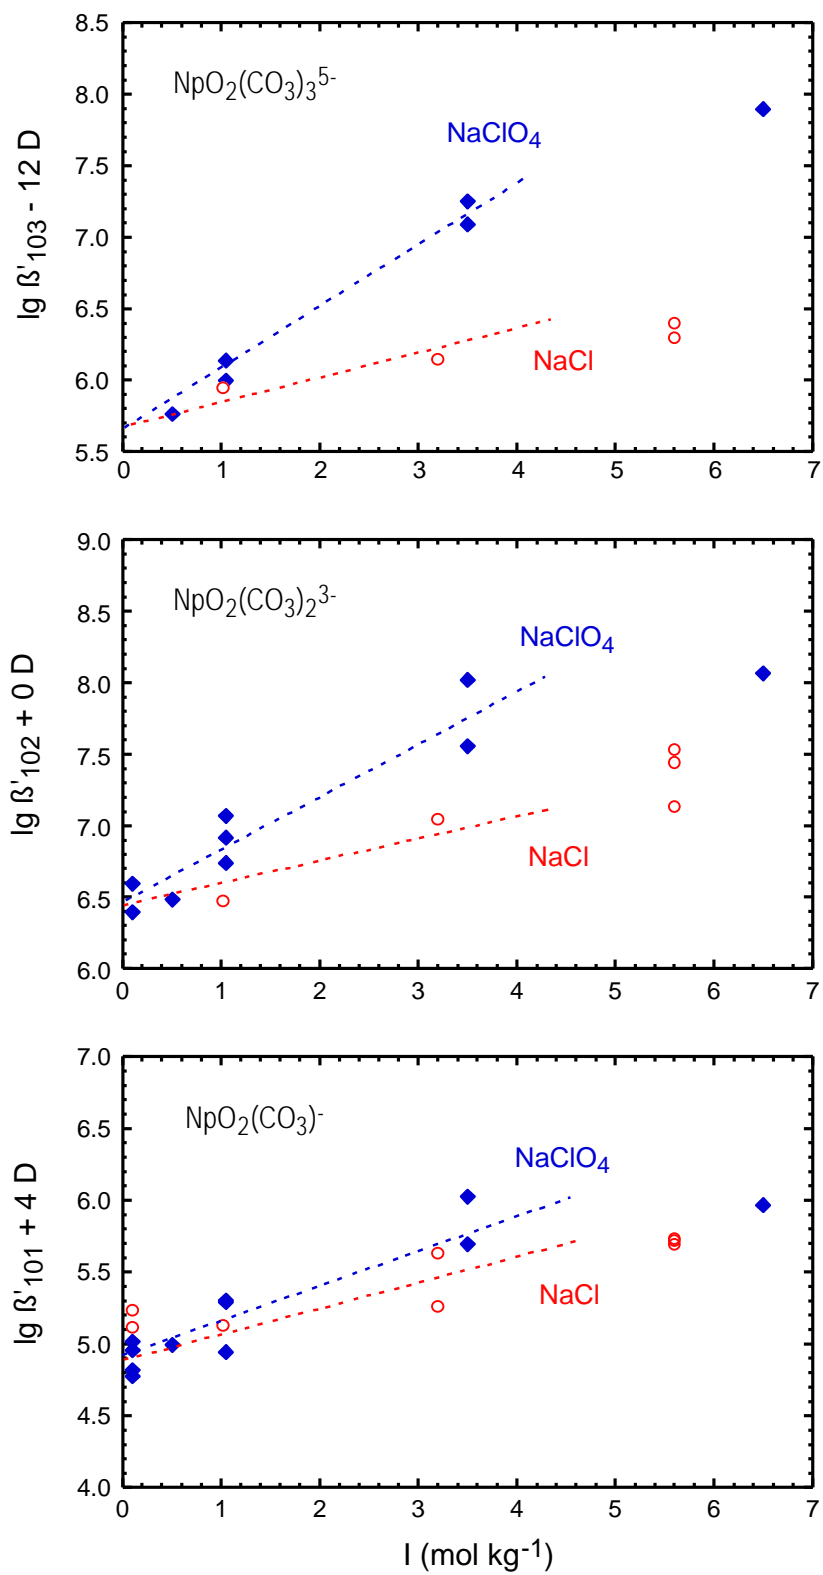 8.5
NpO2(CO3)3^5-
8.0
NaClO4
7.5
lg ß'103 - 12 D
7.0
6.5
NaCl
6.0
5.5
0 1 2 3 4 5 6 7
9.0
NpO2(CO3)2^3-
8.5
NaClO4
8.0
lg ß'102 + 0 D
7.5
7.0
NaCl
6.5
6.0
0 1 2 3 4 5 6 7
7.0
NpO2(CO3)^-
6.5
NaClO4
6.0
lg ß'101 + 4 D
5.5
NaCl
5.0
4.5
4.0
0 1 2 3 4 5 6 7
I (mol kg^-1)